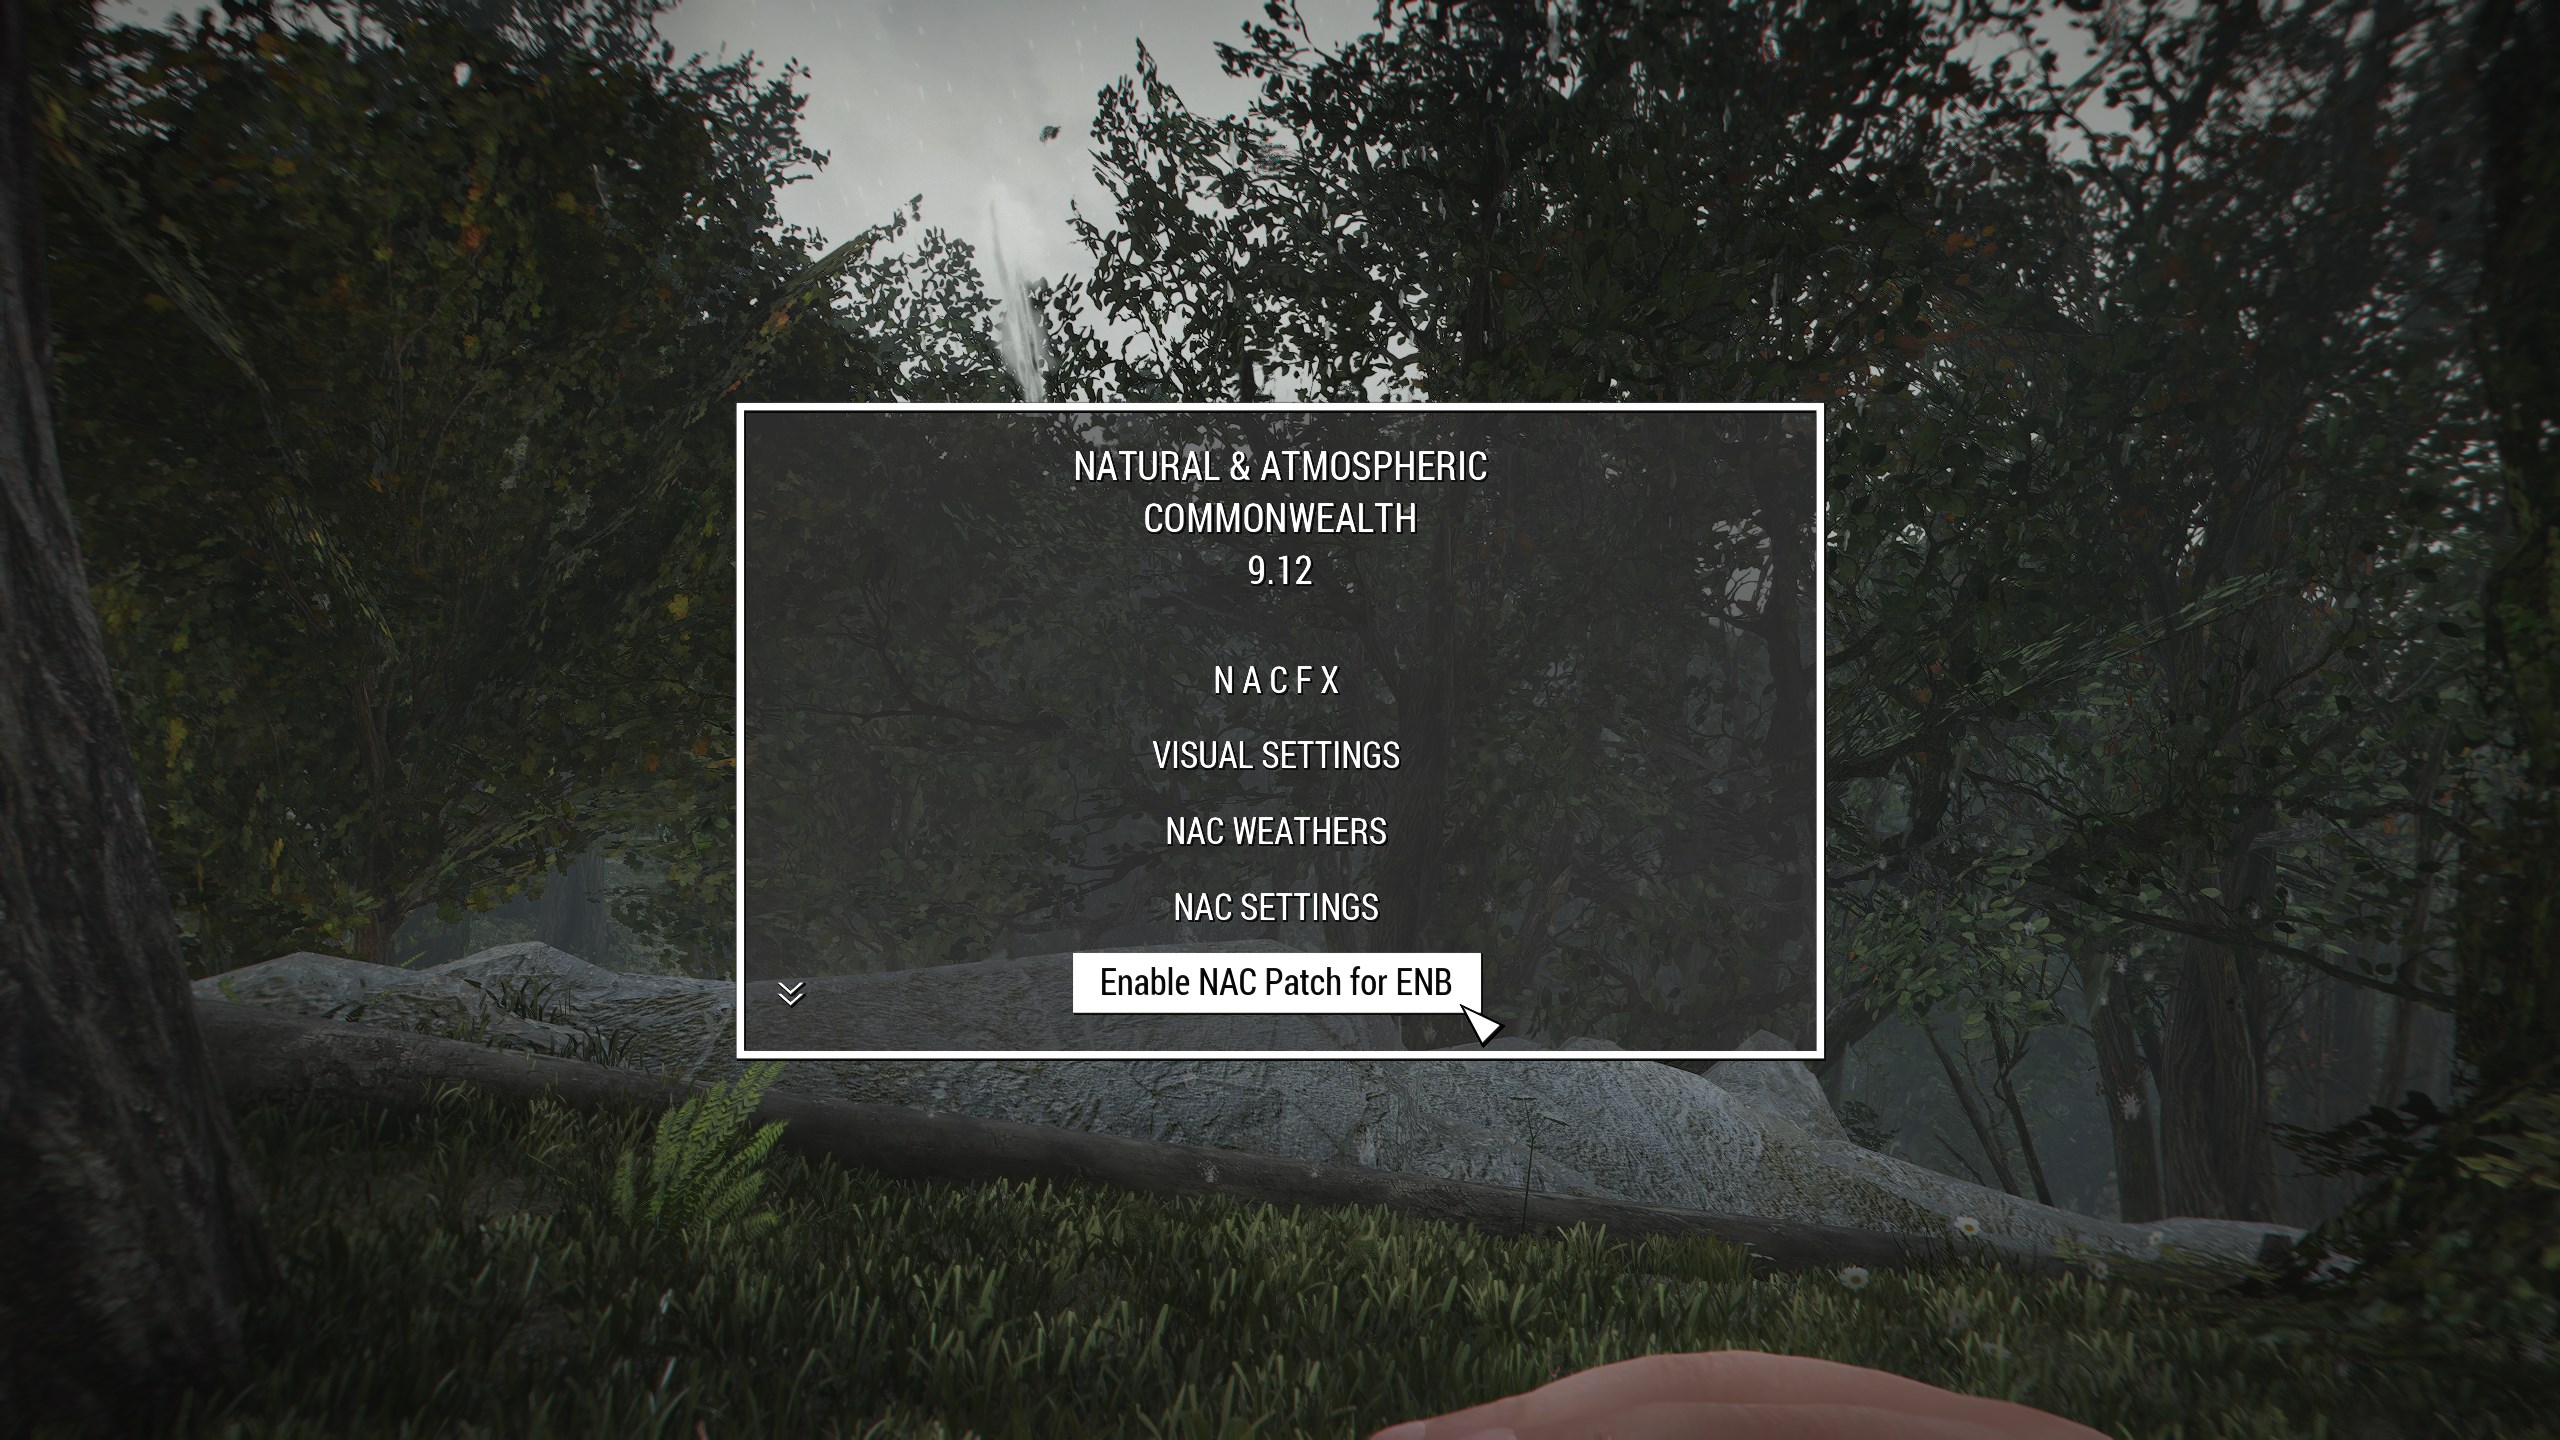 NATURAL & ATMOSPHERIC
COMMONWEALTH
9.12
N A C F X
VISUAL SETTINGS
NAC WEATHERS
NAC SETTINGS
Enable NAC Patch for ENB